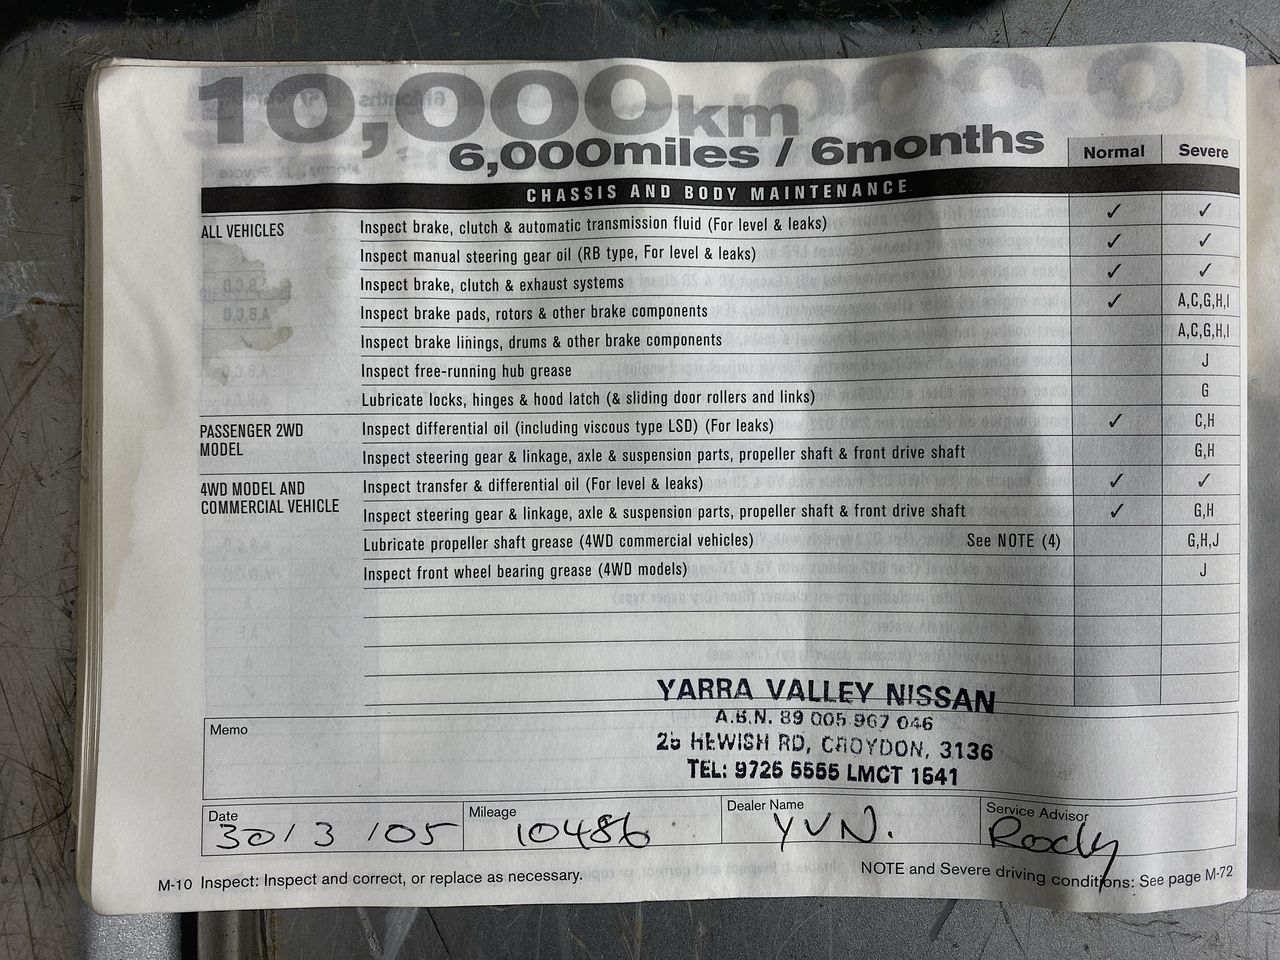 10,000km
6,000miles / 6months
Normal Severe
CHASSIS AND BODY MAINTENANCE
ALL VEHICLES Inspect brake, clutch & automatic transmission fluid (For level & leaks) ✓ ✓
Inspect manual steering gear oil (RB type, For level & leaks) ✓ ✓
Inspect brake, clutch & exhaust systems ✓ ✓
Inspect brake pads, rotors & other brake components ✓ A,C,G,H,I
Inspect brake linings, drums & other brake components A,C,G,H,I
Inspect free-running hub grease J
Lubricate locks, hinges & hood latch (& sliding door rollers and links) G
PASSENGER 2WD Inspect differential oil (including viscous type LSD) (For leaks) ✓ C,H
MODEL Inspect steering gear & linkage, axle & suspension parts, propeller shaft & front drive shaft G,H
4WD MODEL AND Inspect transfer & differential oil (For level & leaks) ✓ ✓
COMMERCIAL VEHICLE Inspect steering gear & linkage, axle & suspension parts, propeller shaft & front drive shaft ✓ G,H
Lubricate propeller shaft grease (4WD commercial vehicles) See NOTE (4) G,H,J
Inspect front wheel bearing grease (4WD models) J
YARRA VALLEY NISSAN
A.B.N. 89 005 967 046
25 HEWISH RD, CROYDON, 3136
TEL: 9725 5555 LMCT 1541
Memo
Date Mileage Dealer Name Service Advisor
30/3/05 10486 YVN. Rocly
M-10 Inspect: Inspect and correct, or replace as necessary. NOTE and Severe driving conditions: See page M-72